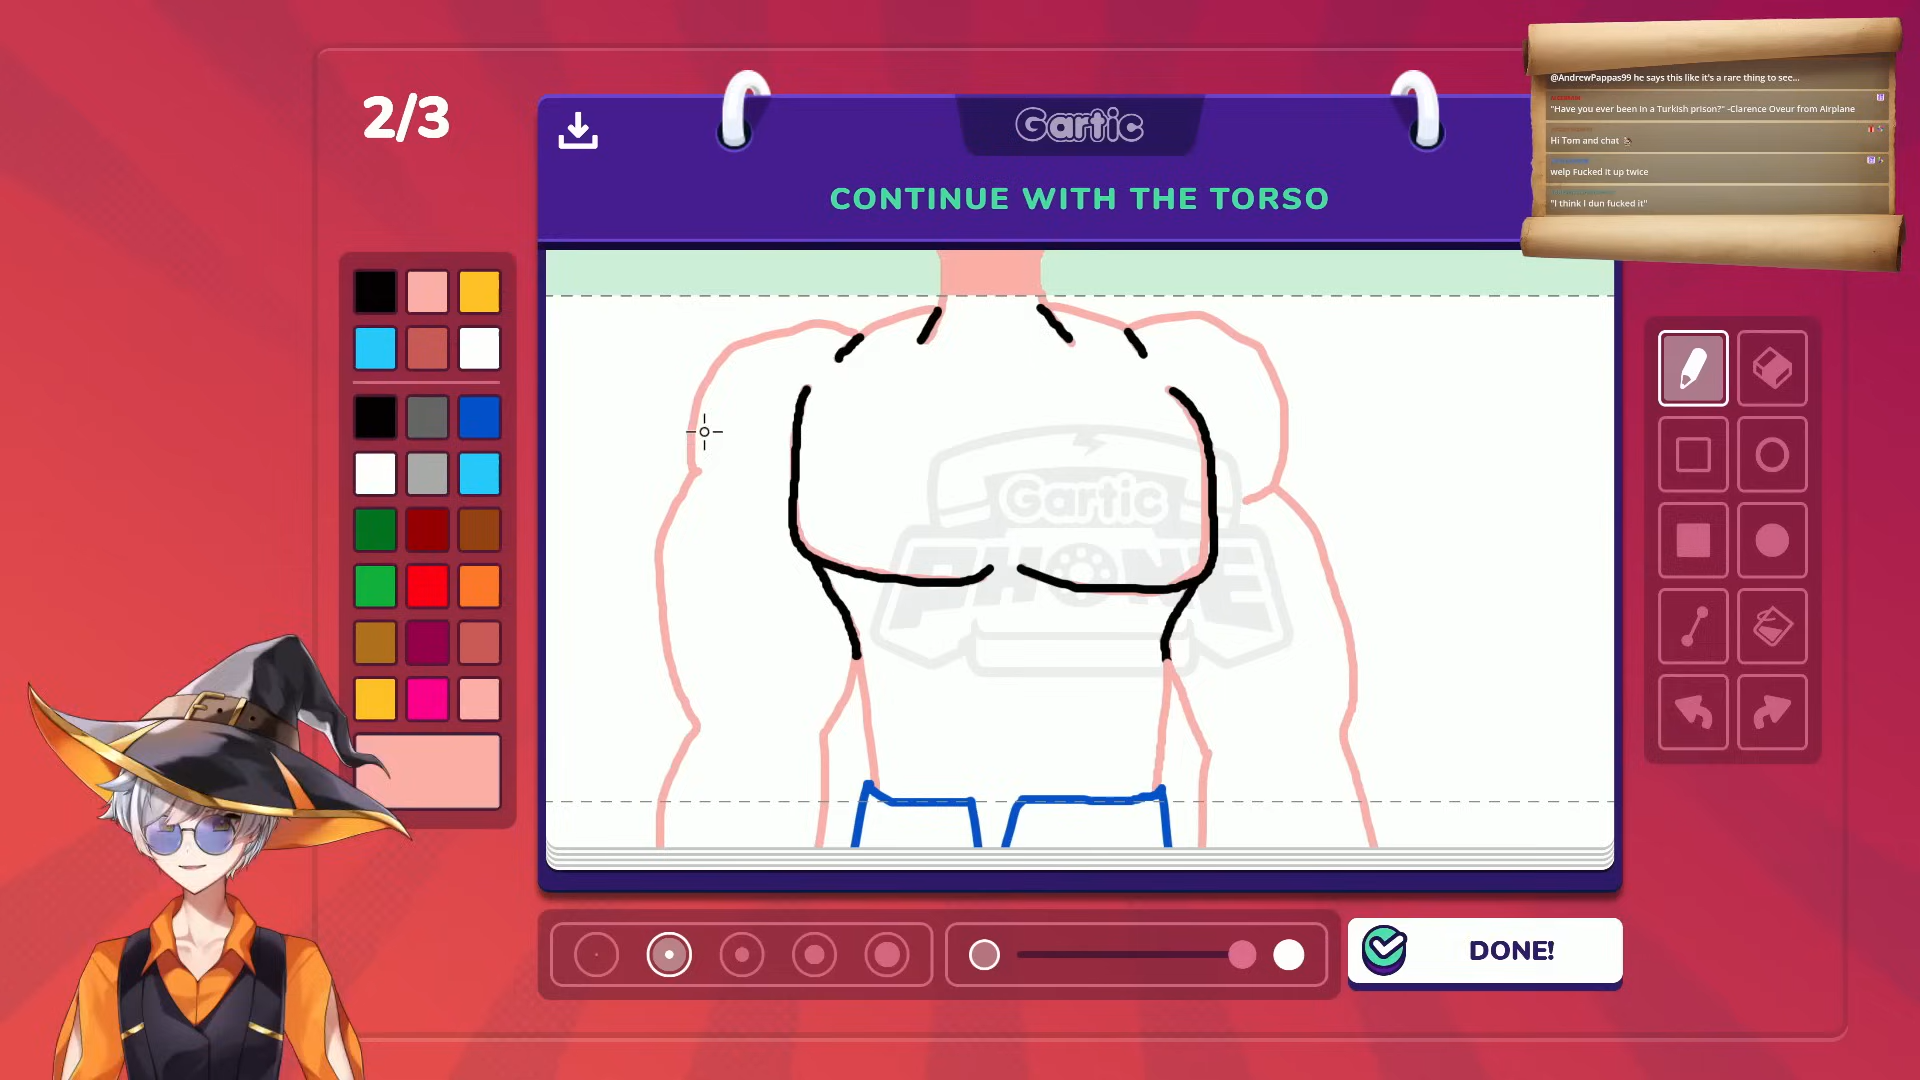 2/3
Gartic
CONTINUE WITH THE TORSO
@AndrewPappas99 he says this like it's a rare thing to see...
"Have you ever been in a Turkish prison?" -Clarence Oveur from Airplane
Hi Tom and chat
welp Fucked it up twice
"I think I dun fucked it"
Gartic
PHONE
DONE!